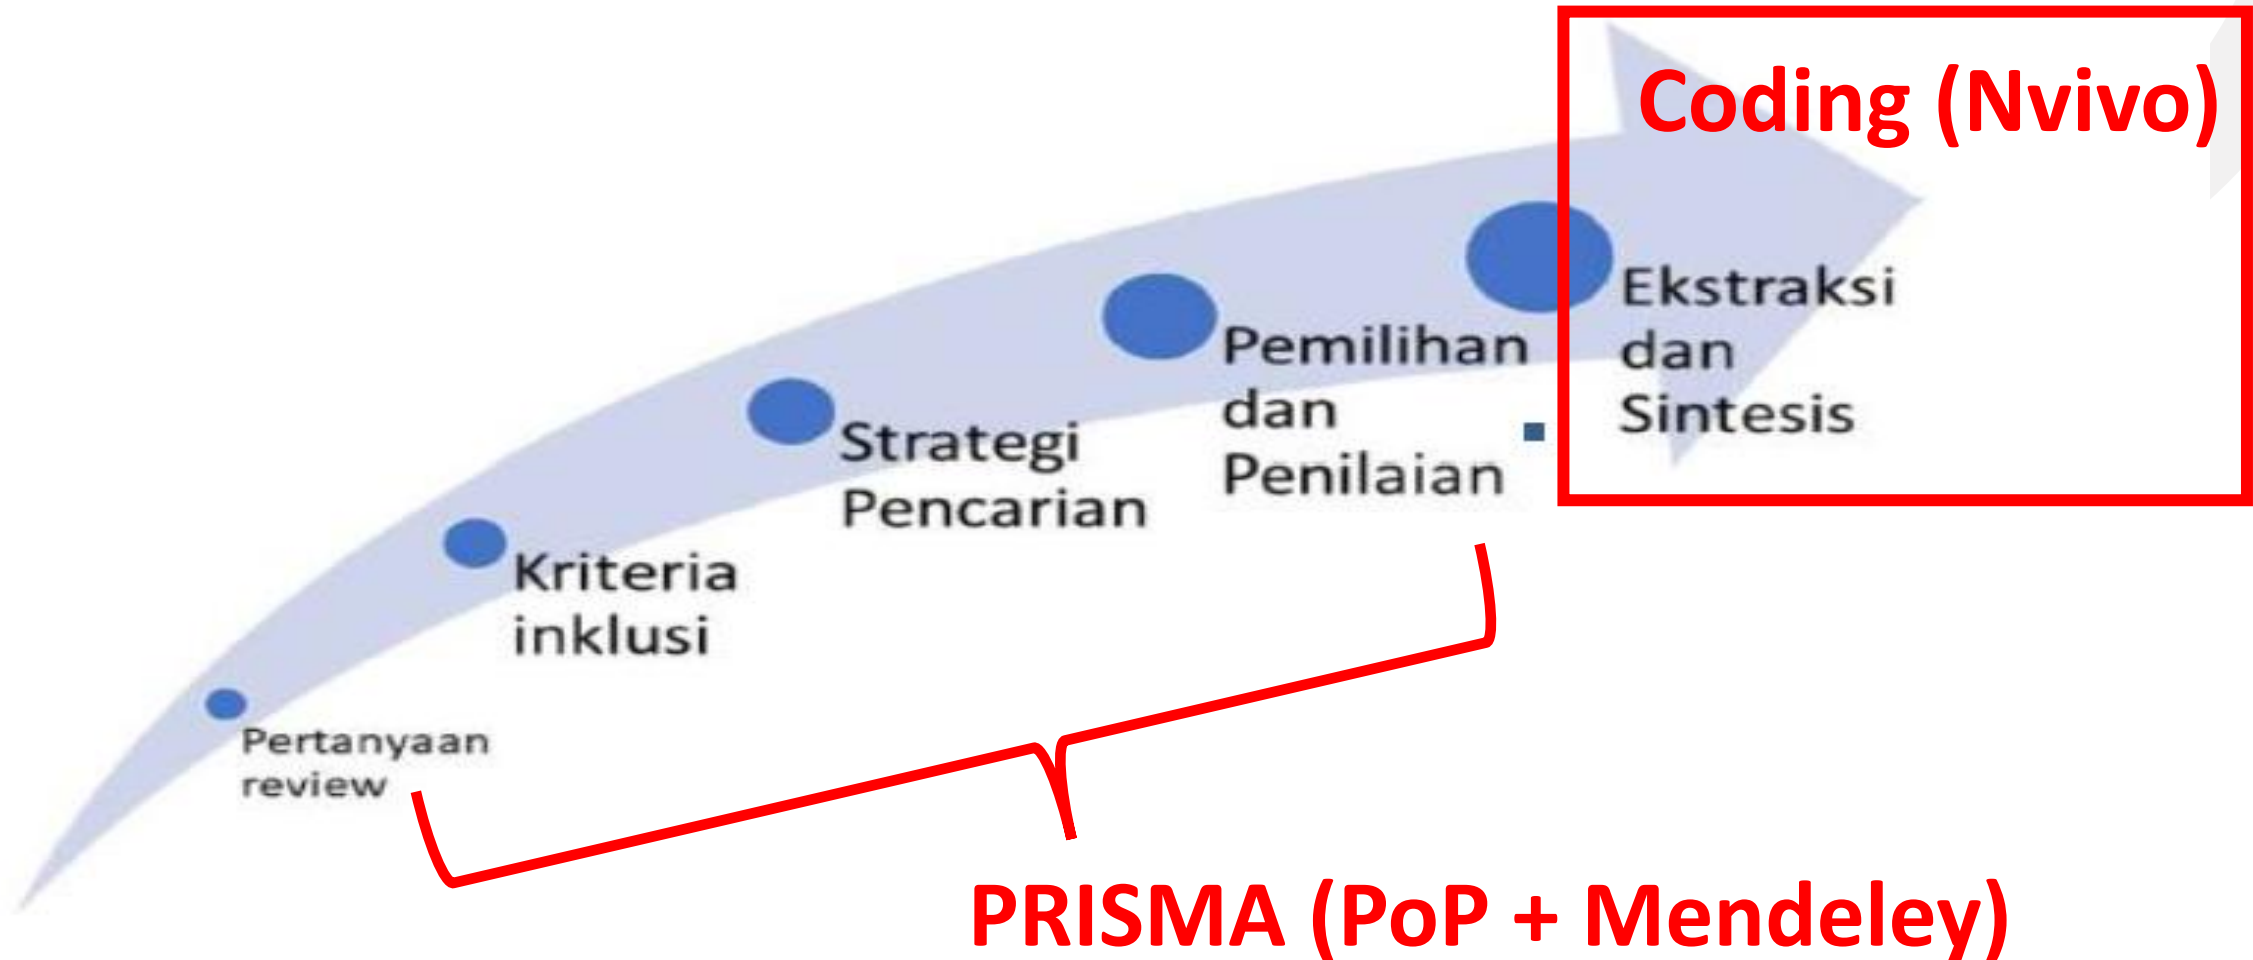 Coding (Nvivo)
Ekstraksi
dan
Sintesis
Pemilihan
dan
Penilaian
Strategi
Pencarian
Kriteria
inklusi
Pertanyaan
review
PRISMA (PoP + Mendeley)